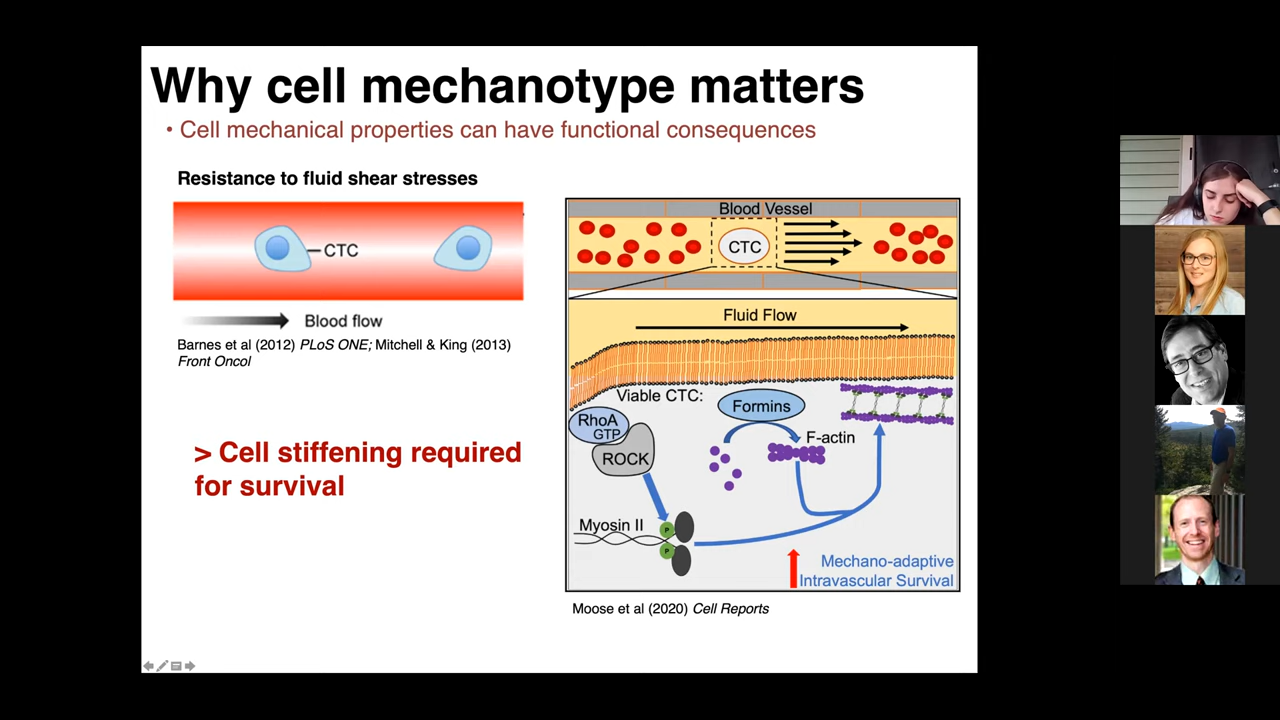 Why cell mechanotype matters
• Cell mechanical properties can have functional consequences
Resistance to fluid shear stresses
CTC
Blood flow
Barnes et al (2012) PLoS ONE; Mitchell & King (2013)
Front Oncol
> Cell stiffening required
for survival
Blood Vessel
CTC
Fluid Flow
Viable CTC:
Formins
RhoA
GTP
ROCK
F-actin
Myosin II
P
P
Mechano-adaptive
Intravascular Survival
Moose et al (2020) Cell Reports